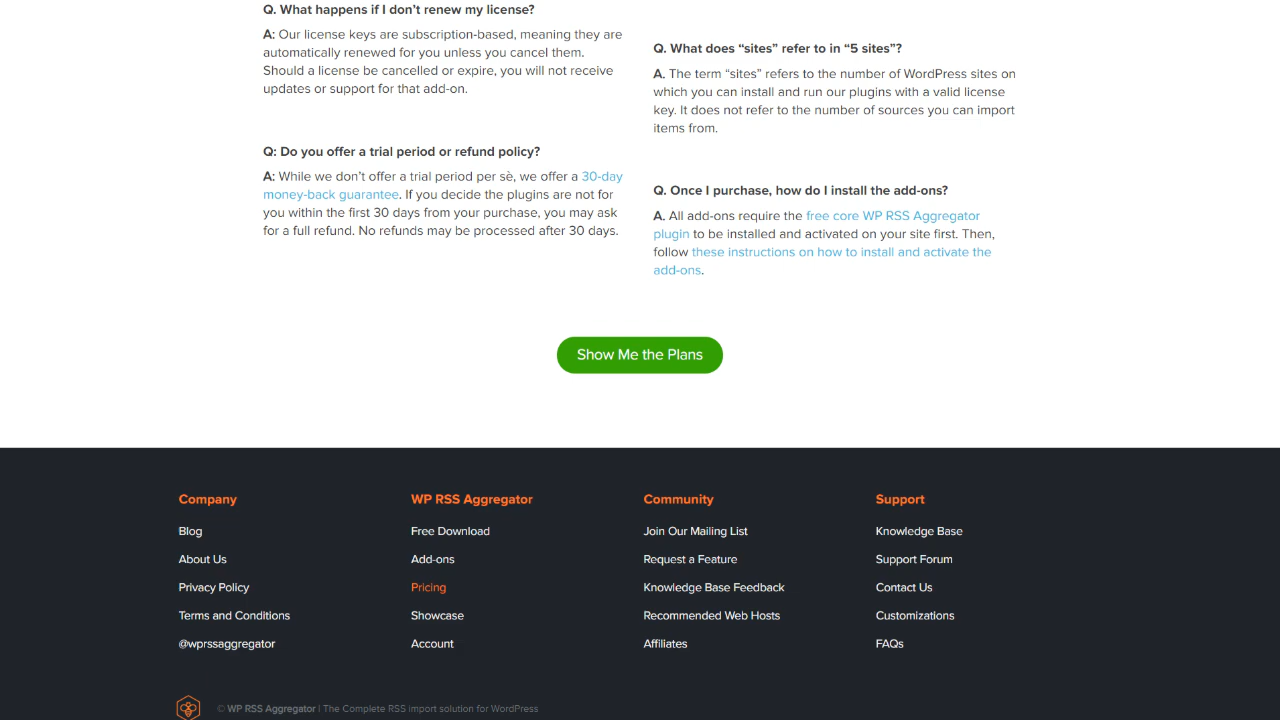 Q. What happens if I don’t renew my license?
A: Our license keys are subscription-based, meaning they are
automatically renewed for you unless you cancel them.
Should a license be cancelled or expire, you will not receive
updates or support for that add-on.
Q: Do you offer a trial period or refund policy?
A: While we don’t offer a trial period per sè, we offer a 30-day
money-back guarantee. If you decide the plugins are not for
you within the first 30 days from your purchase, you may ask
for a full refund. No refunds may be processed after 30 days.
Q. What does “sites” refer to in “5 sites”?
A. The term “sites” refers to the number of WordPress sites on
which you can install and run our plugins with a valid license
key. It does not refer to the number of sources you can import
items from.
Q. Once I purchase, how do I install the add-ons?
A. All add-ons require the free core WP RSS Aggregator
plugin to be installed and activated on your site first. Then,
follow these instructions on how to install and activate the
add-ons.
Show Me the Plans
Company
Blog
About Us
Privacy Policy
Terms and Conditions
@wprssaggregator
WP RSS Aggregator
Free Download
Add-ons
Pricing
Showcase
Account
Community
Join Our Mailing List
Request a Feature
Knowledge Base Feedback
Recommended Web Hosts
Affiliates
Support
Knowledge Base
Support Forum
Contact Us
Customizations
FAQs
© WP RSS Aggregator | The Complete RSS import solution for WordPress